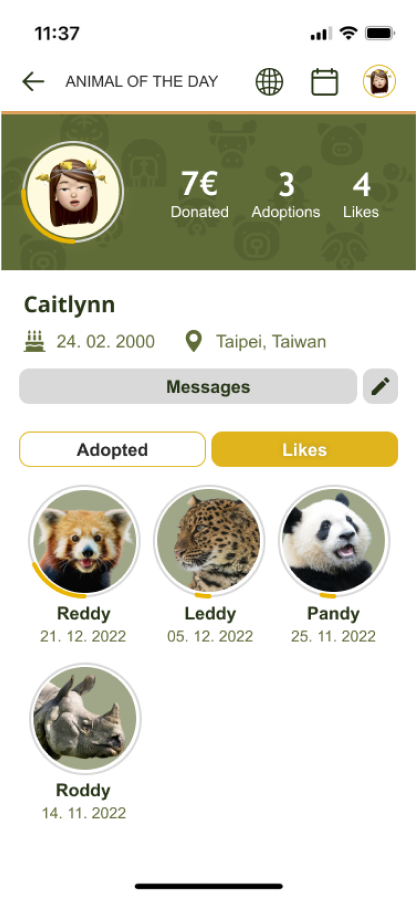 11:37
ANIMAL OF THE DAY
7€ 3 4
Donated Adoptions Likes
Caitlynn
24. 02. 2000 Taipei, Taiwan
Messages
Adopted Likes
Reddy Leddy Pandy
21. 12. 2022 05. 12. 2022 25. 11. 2022
Roddy
14. 11. 2022